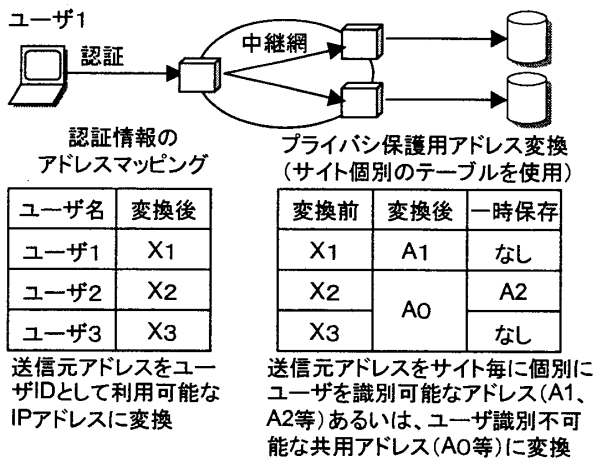 ユーザ1
認証
中継網
認証情報の
アドレスマッピング
プライバシ保護用アドレス変換
(サイト個別のテーブルを使用)
ユーザ名 変換後
ユーザ1 X1
ユーザ2 X2
ユーザ3 X3
変換前 変換後 一時保存
X1 A1 なし
X2 A0 A2
X3 なし
送信元アドレスをユー
ザIDとして利用可能な
IPアドレスに変換
送信元アドレスをサイト毎に個別に
ユーザを識別可能なアドレス(A1、
A2等)あるいは、ユーザ識別不可
能な共用アドレス(A0等)に変換